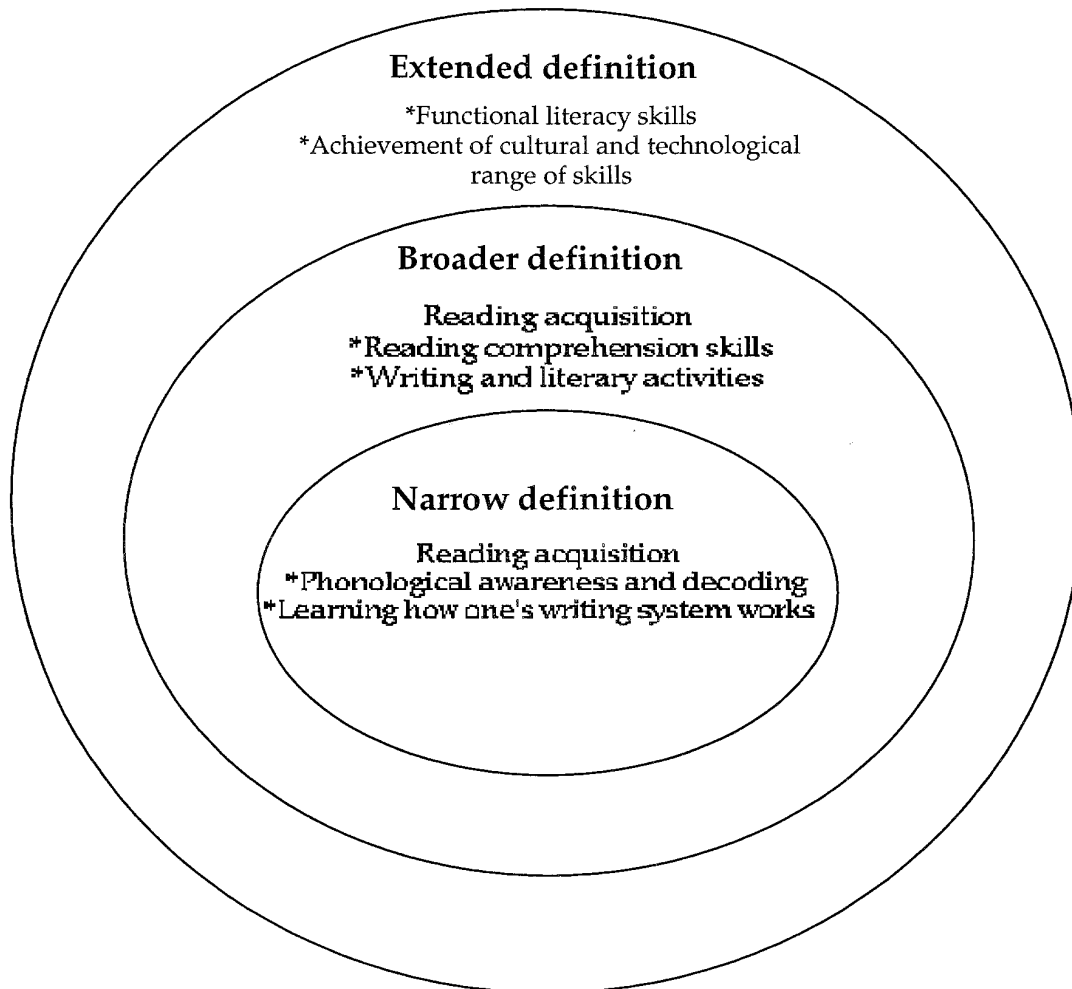 Extended definition
*Functional literacy skills
*Achievement of cultural and technological
range of skills
Broader definition
Reading acquisition
*Reading comprehension skills
*Writing and literary activities
Narrow definition
Reading acquisition
*Phonological awareness and decoding
*Learning how one's writing system works